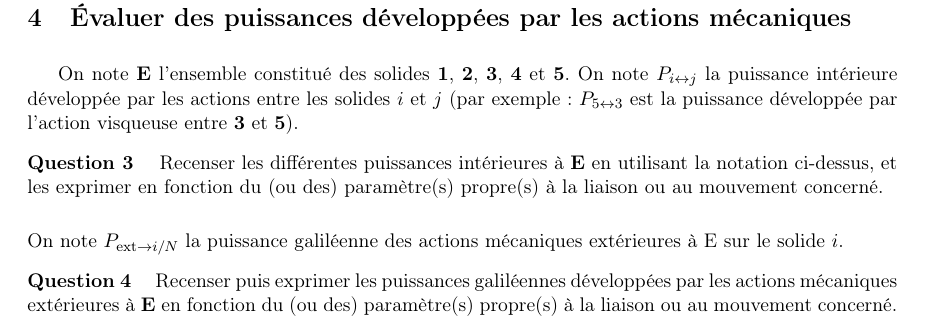 4 Évaluer des puissances développées par les actions mécaniques
On note E l'ensemble constitué des solides 1, 2, 3, 4 et 5. On note P_{i↔j} la puissance intérieure
développée par les actions entre les solides i et j (par exemple : P_{5↔3} est la puissance développée par
l'action visqueuse entre 3 et 5).
Question 3 Recenser les différentes puissances intérieures à E en utilisant la notation ci-dessus, et
les exprimer en fonction du (ou des) paramètre(s) propre(s) à la liaison ou au mouvement concerné.
On note P_{ext→i/N} la puissance galiléenne des actions mécaniques extérieures à E sur le solide i.
Question 4 Recenser puis exprimer les puissances galiléennes développées par les actions mécaniques
extérieures à E en fonction du (ou des) paramètre(s) propre(s) à la liaison ou au mouvement concerné.